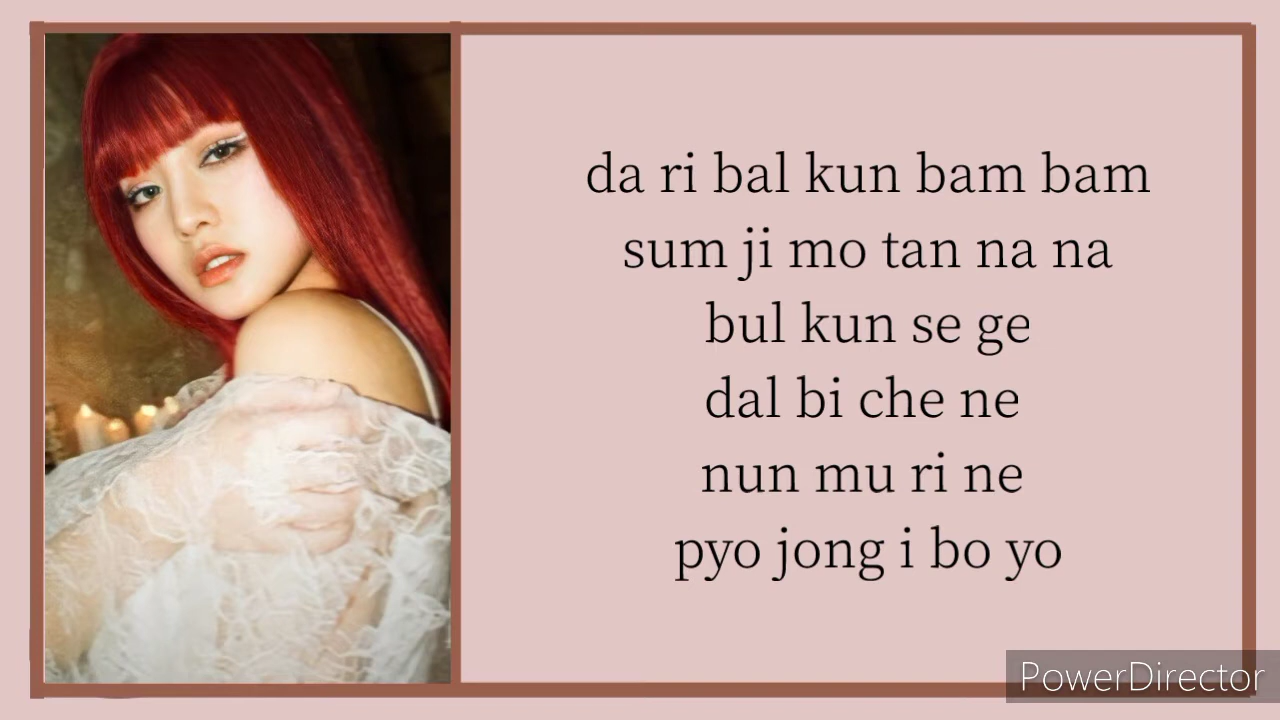 da ri bal kun bam bam
sum ji mo tan na na
bul kun se ge
dal bi che ne
nun mu ri ne
pyo jong i bo yo
PowerDirector